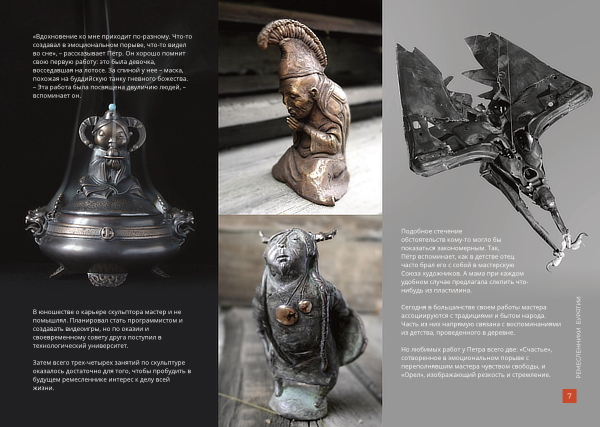 «Вдохновение ко мне приходит по-разному. Что-то
создавал в эмоциональном порыве, что-то видел
во сне», – рассказывает Пётр. Он хорошо помнит
свою первую работу: это была девочка,
восседавшая на лотосе. За спиной у нее – маска,
похожая на буддийскую танку гневного божества.
– Эта работа была посвящена двуличию людей, –
вспоминает он.
В юношестве о карьере скульптора мастер и не
помышлял. Планировал стать программистом и
создавать видеоигры, но по оказии и
своевременному совету друга поступил в
технологический университет.
Затем всего трех-четырех занятий по скульптуре
оказалось достаточно для того, чтобы пробудить в
будущем ремесленнике интерес к делу всей
жизни.
Подобное стечение
обстоятельств кому-то могло бы
показаться закономерным. Так,
Пётр вспоминает, как в детстве отец
часто брал его с собой в мастерскую
Союза художников. А мама при каждом
удобном случае предлагала слепить что-
нибудь из пластилина.
Сегодня в большинстве своем работы мастера
ассоциируются с традициями и бытом народа.
Часть из них напрямую связана с воспоминаниями
из детства, проведенного в деревне.
Но любимых работ у Петра всего две: «Счастье»,
сотворенное в эмоциональном порыве с
переполнявшим мастера чувством свободы, и
«Орел», изображающий резкость и стремление.
РЕМЕСЛЕННИКИ БУРЯТИИ
7